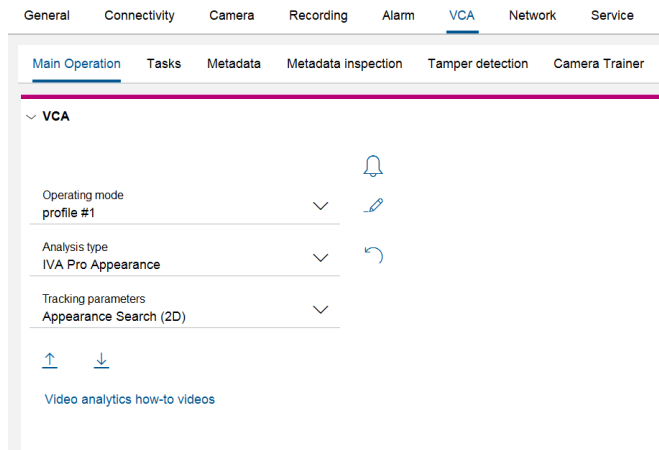 General Connectivity Camera Recording Alarm VCA Network Service
Main Operation Tasks Metadata Metadata inspection Tamper detection Camera Trainer
VCA
Operating mode
profile #1
Analysis type
IVA Pro Appearance
Tracking parameters
Appearance Search (2D)
Video analytics how-to videos